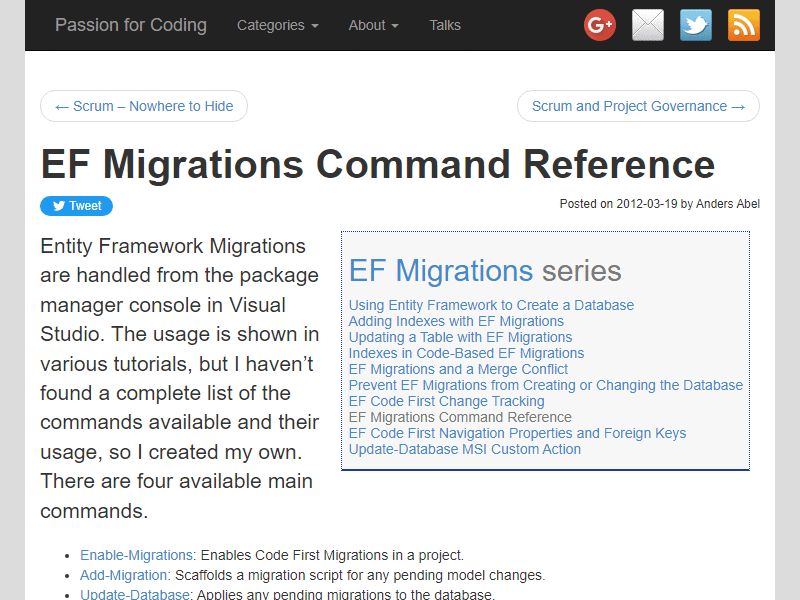 Passion for Coding Categories About Talks
← Scrum – Nowhere to Hide
Scrum and Project Governance →
EF Migrations Command Reference
Tweet
Posted on 2012-03-19 by Anders Abel
Entity Framework Migrations
are handled from the package
manager console in Visual
Studio. The usage is shown in
various tutorials, but I haven’t
found a complete list of the
commands available and their
usage, so I created my own.
There are four available main
commands.
EF Migrations series
Using Entity Framework to Create a Database
Adding Indexes with EF Migrations
Updating a Table with EF Migrations
Indexes in Code-Based EF Migrations
EF Migrations and a Merge Conflict
Prevent EF Migrations from Creating or Changing the Database
EF Code First Change Tracking
EF Migrations Command Reference
EF Code First Navigation Properties and Foreign Keys
Update-Database MSI Custom Action
• Enable-Migrations: Enables Code First Migrations in a project.
• Add-Migration: Scaffolds a migration script for any pending model changes.
• Update-Database: Applies any pending migrations to the database.